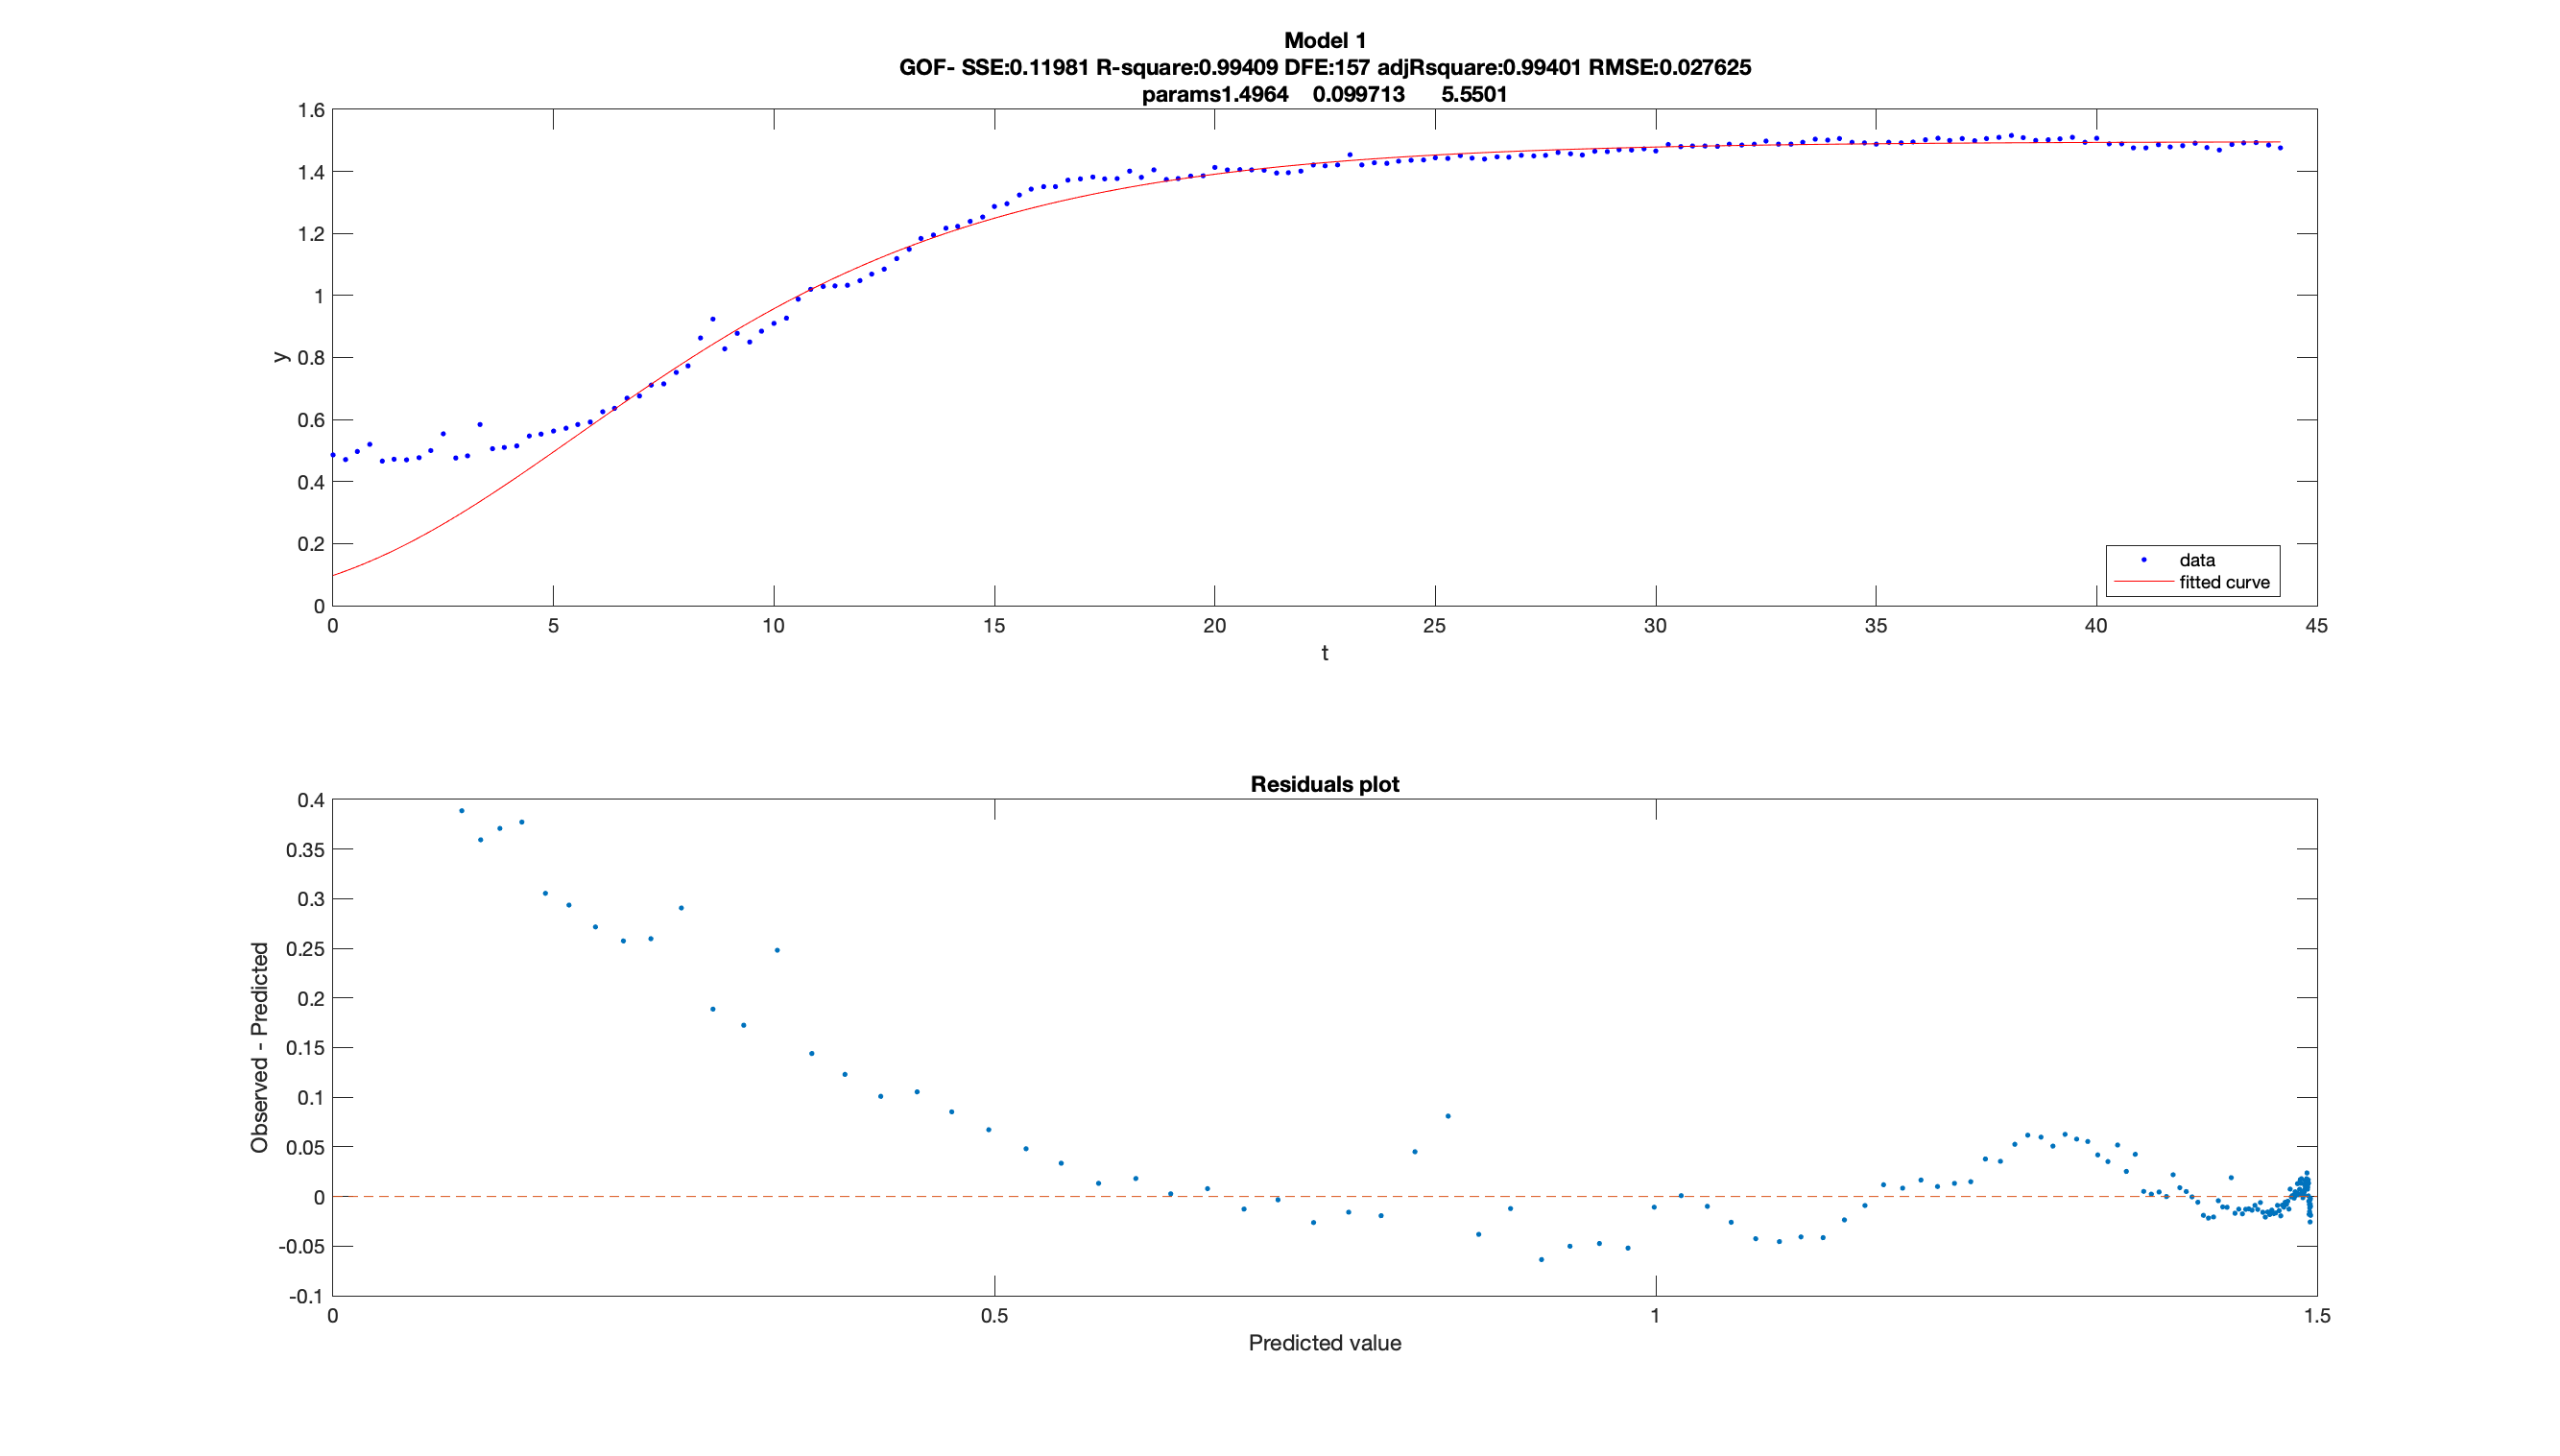 Model 1
GOF- SSE:0.11981 R-square:0.99409 DFE:157 adjRsquare:0.99401 RMSE:0.027625
params1.4964 0.099713 5.5501
1.6
1.4
1.2
1
0.8
0.6
0.4
0.2
0
y
0 5 10 15 20 25 30 35 40 45
t
data
fitted curve
Residuals plot
0.4
0.35
0.3
0.25
0.2
0.15
0.1
0.05
0
-0.05
-0.1
Observed - Predicted
0 0.5 1 1.5
Predicted value